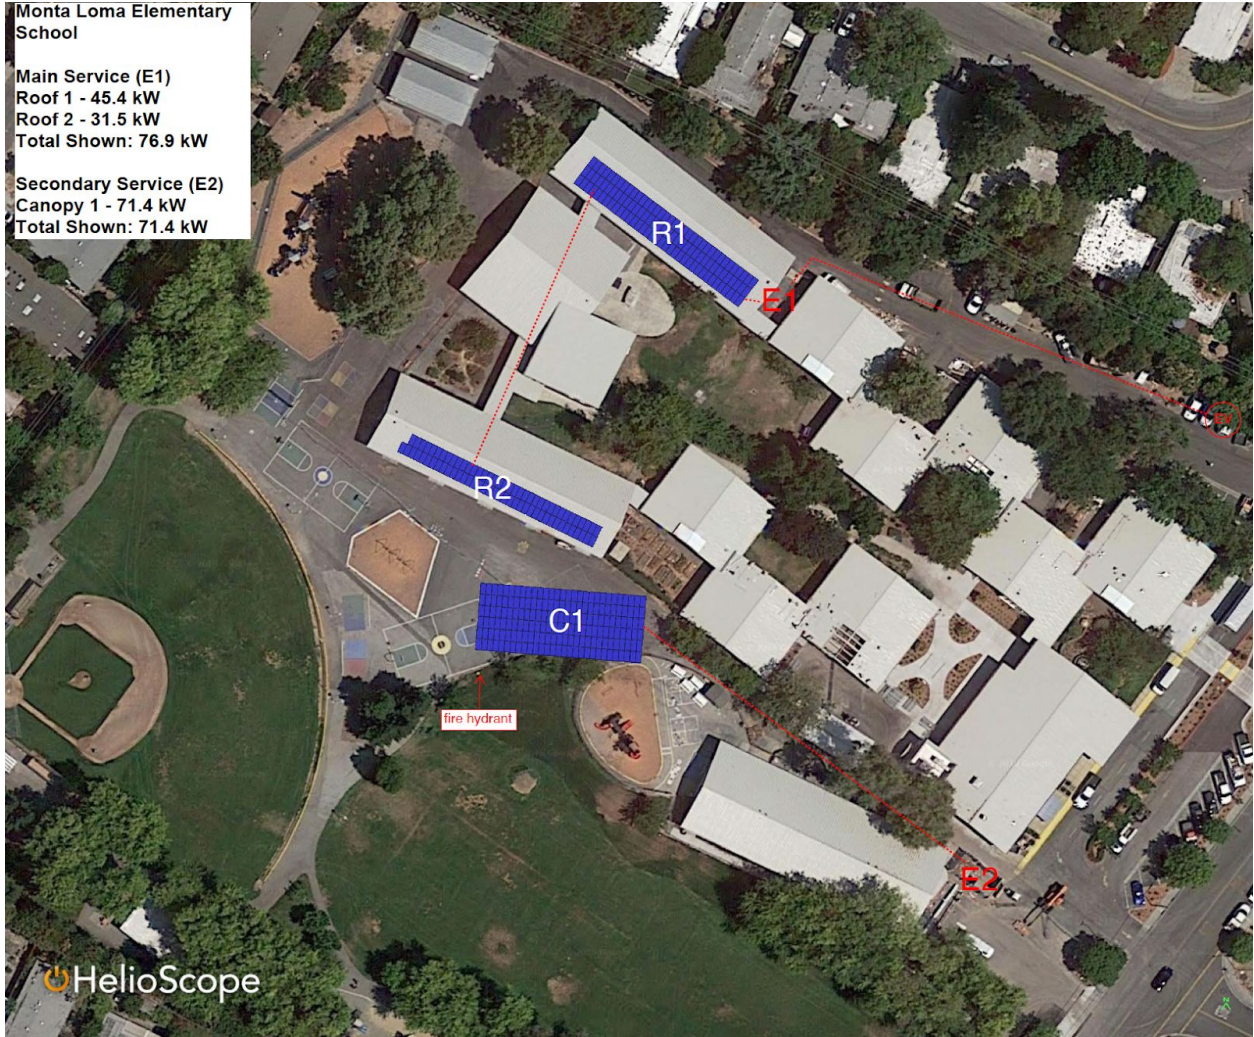 Monta Loma Elementary
School
Main Service (E1)
Roof 1 - 45.4 kW
Roof 2 - 31.5 kW
Total Shown: 76.9 kW
Secondary Service (E2)
Canopy 1 - 71.4 kW
Total Shown: 71.4 kW
R1
E1
EV
R2
C1
fire hydrant
E2
HelioScope